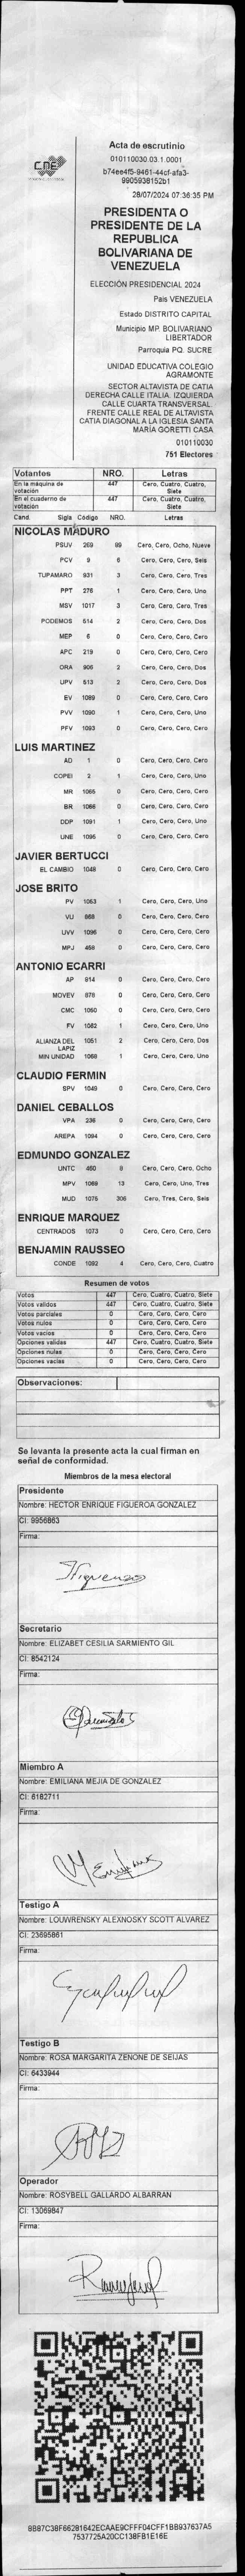 CNE
Acta de escrutinio
010110030.03.1.0001
b74ee4f5-9461-44cf-afa3-
9905938152b1
28/07/2024 07:36:35 PM
PRESIDENTA O
PRESIDENTE DE LA
REPUBLICA
BOLIVARIANA DE
VENEZUELA
ELECCIÓN PRESIDENCIAL 2024
Pais VENEZUELA
Estado DISTRITO CAPITAL
Municipio MP. BOLIVARIANO
LIBERTADOR
Parroquia PQ. SUCRE
UNIDAD EDUCATIVA COLEGIO
AGRAMONTE
SECTOR ALTAVISTA DE CATIA
DERECHA CALLE ITALIA. IZQUIERDA
CALLE CUARTA TRANSVERSAL.
FRENTE CALLE REAL DE ALTAVISTA
CATIA DIAGONAL A LA IGLESIA SANTA
MARÍA GORETTI CASA
010110030
751 Electores
Votantes NRO. Letras
En la máquina de votación 447 Cero, Cuatro, Cuatro, Siete
En el cuaderno de votación 447 Cero, Cuatro, Cuatro, Siete
Cand. Sigla Código NRO. Letras
NICOLAS MADURO
PSUV 269 89 Cero, Cero, Ocho, Nueve
PCV 9 6 Cero, Cero, Cero, Seis
TUPAMARO 931 3 Cero, Cero, Cero, Tres
PPT 276 1 Cero, Cero, Cero, Uno
MSV 1017 3 Cero, Cero, Cero, Tres
PODEMOS 514 2 Cero, Cero, Cero, Dos
MEP 6 0 Cero, Cero, Cero, Cero
APC 219 0 Cero, Cero, Cero, Cero
ORA 906 2 Cero, Cero, Cero, Dos
UPV 513 2 Cero, Cero, Cero, Dos
EV 1089 0 Cero, Cero, Cero, Cero
PVV 1090 1 Cero, Cero, Cero, Uno
PFV 1093 0 Cero, Cero, Cero, Cero
LUIS MARTINEZ
AD 1 0 Cero, Cero, Cero, Cero
COPEI 2 1 Cero, Cero, Cero, Uno
MR 1065 0 Cero, Cero, Cero, Cero
BR 1066 0 Cero, Cero, Cero, Cero
DDP 1091 1 Cero, Cero, Cero, Uno
UNE 1095 0 Cero, Cero, Cero, Cero
JAVIER BERTUCCI
EL CAMBIO 1048 0 Cero, Cero, Cero, Cero
JOSE BRITO
PV 1053 1 Cero, Cero, Cero, Uno
VU 868 0 Cero, Cero, Cero, Cero
UVV 1096 0 Cero, Cero, Cero, Cero
MPJ 458 0 Cero, Cero, Cero, Cero
ANTONIO ECARRI
AP 814 0 Cero, Cero, Cero, Cero
MOVEV 878 0 Cero, Cero, Cero, Cero
CMC 1050 0 Cero, Cero, Cero, Cero
FV 1082 1 Cero, Cero, Cero, Uno
ALIANZA DEL LAPIZ 1051 2 Cero, Cero, Cero, Dos
MIN UNIDAD 1068 1 Cero, Cero, Cero, Uno
CLAUDIO FERMIN
SPV 1049 0 Cero, Cero, Cero, Cero
DANIEL CEBALLOS
VPA 236 0 Cero, Cero, Cero, Cero
AREPA 1094 0 Cero, Cero, Cero, Cero
EDMUNDO GONZALEZ
UNTC 460 8 Cero, Cero, Cero, Ocho
MPV 1069 13 Cero, Cero, Uno, Tres
MUD 1075 306 Cero, Tres, Cero, Seis
ENRIQUE MARQUEZ
CENTRADOS 1073 0 Cero, Cero, Cero, Cero
BENJAMIN RAUSSEO
CONDE 1092 4 Cero, Cero, Cero, Cuatro
Resumen de votos
Votos 447 Cero, Cuatro, Cuatro, Siete
Votos validos 447 Cero, Cuatro, Cuatro, Siete
Votos parciales 0 Cero, Cero, Cero, Cero
Votos nulos 0 Cero, Cero, Cero, Cero
Votos vacíos 0 Cero, Cero, Cero, Cero
Opciones validas 447 Cero, Cuatro, Cuatro, Siete
Opciones nulas 0 Cero, Cero, Cero, Cero
Opciones vacias 0 Cero, Cero, Cero, Cero
Observaciones:
Se levanta la presente acta la cual firman en
señal de conformidad.
Miembros de la mesa electoral
Presidente
Nombre: HECTOR ENRIQUE FIGUEROA GONZALEZ
CI: 9956863
Firma:
Secretario
Nombre: ELIZABET CESILIA SARMIENTO GIL
CI: 8542124
Firma:
Miembro A
Nombre: EMILIANA MEJIA DE GONZALEZ
CI: 6182711
Firma:
Testigo A
Nombre: LOUWRENSKY ALEXNOSKY SCOTT ALVAREZ
CI: 23695861
Firma:
Testigo B
Nombre: ROSA MARGARITA ZENONE DE SEIJAS
CI: 6433944
Firma:
Operador
Nombre: ROSYBELL GALLARDO ALBARRAN
CI: 13069847
Firma:
8B87C38F66281642ECAAE9CFFF04CFF1BB937637A5
7537725A20CC138FB1E16E